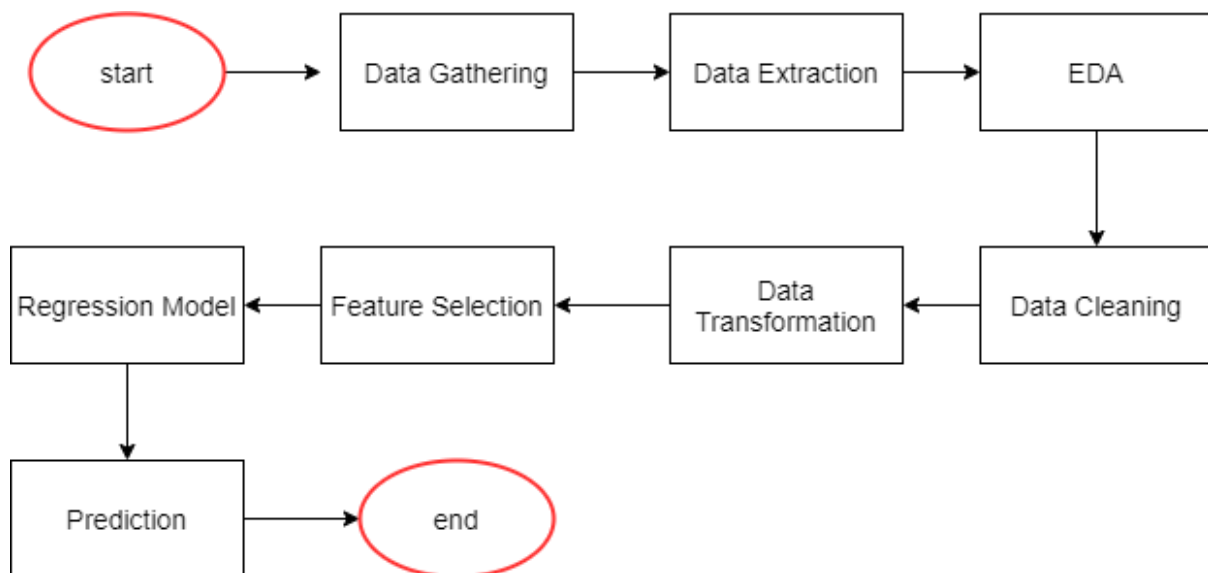 start
Data Gathering
Data Extraction
EDA
Regression Model
Feature Selection
Data
Transformation
Data Cleaning
Prediction
end